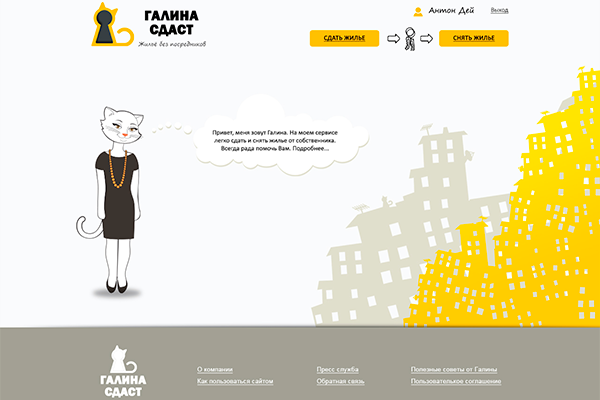 ГАЛИНА
СДАСТ
Жильё без посредников
Антон Дей
Выход
СДАТЬ ЖИЛЬЕ
СНЯТЬ ЖИЛЬЕ
Привет, меня зовут Галина. На моем сервисе
легко сдать и снять жилье от собственника.
Всегда рада помочь Вам. Подробнее...
ГАЛИНА
СДАСТ
О компании
Как пользоваться сайтом
Пресс служба
Обратная связь
Полезные советы от Галины
Пользовательское соглашение